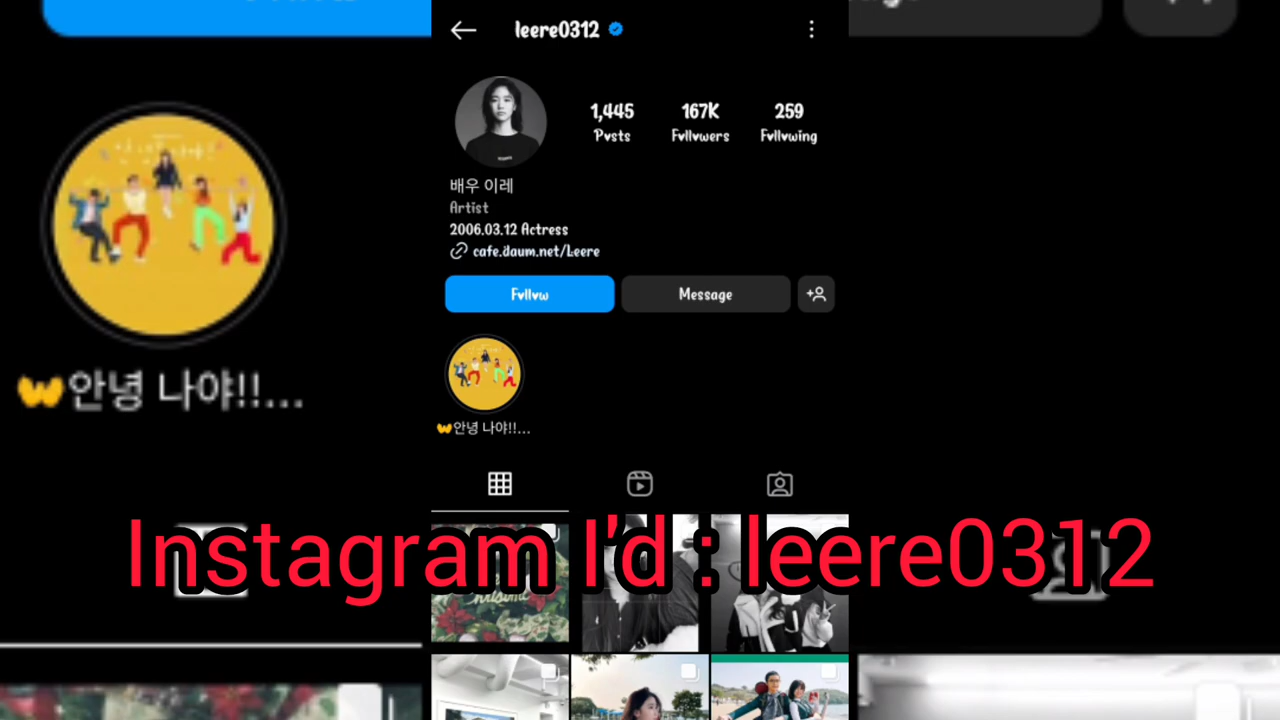 leere0312
1,445 167K 259
Pvsts Fvllvwers Fvllvwing
배우 이레
Artist
2006.03.12 Actress
cafe.daum.net/Leere
Fvllvw Message
안녕 나야!!...
안녕 나야!!...
Instagram I'd : leere0312